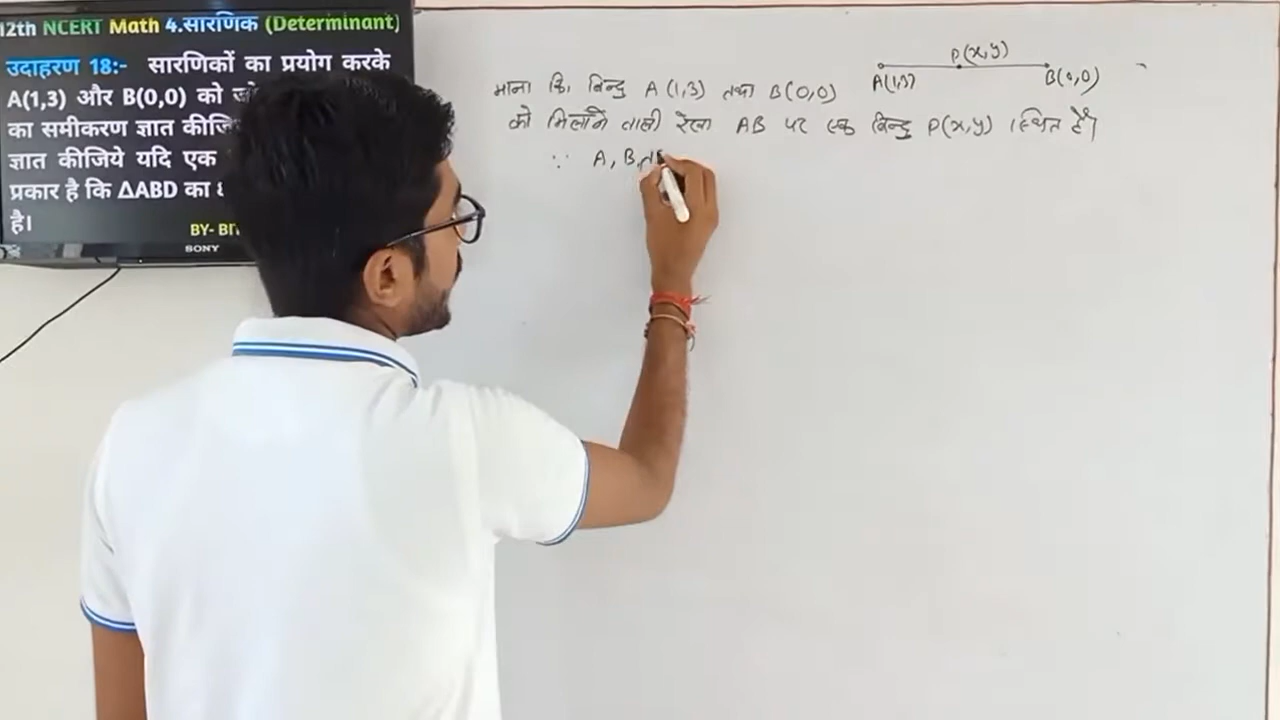 12th NCERT Math 4.सारणिक (Determinant)
उदाहरण 18:- सारणिकों का प्रयोग करके
A(1,3) और B(0,0) को
का समीकरण ज्ञात
ज्ञात कीजिये यदि एक
प्रकार है कि ΔABD का
है।
BY-
SONY
P(x,y)
A(1,3) B(0,0)
माना कि, बिन्दु A(1,3) तथा B(0,0)
को मिलाने वाली रेखा AB पर एक बिन्दु P(x,y) स्थित है।
∵ A, B